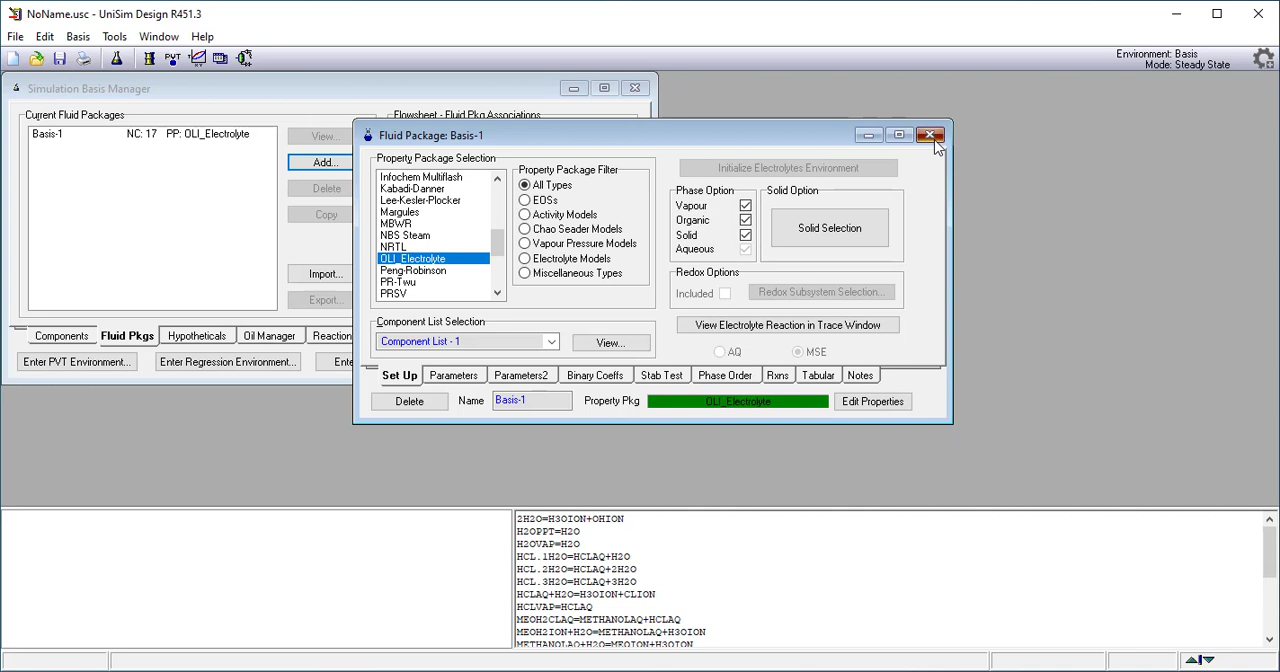 NoName.usc - UniSim Design R451.3
File Edit Basis Tools Window Help
PVT
Environment: Basis
Mode: Steady State
Simulation Basis Manager
Current Fluid Packages
Flowsheet - Fluid Pkg Associations
Basis-1 NC: 17 PP: OLI_Electrolyte
View...
Add...
Delete
Copy
Import...
Export...
Components Fluid Pkgs Hypotheticals Oil Manager Reaction
Enter PVT Environment... Enter Regression Environment... Ente
Fluid Package: Basis-1
Property Package Selection
Infochem Multiflash
Kabadi-Danner
Lee-Kesler-Plocker
Margules
MBWR
NBS Steam
NRTL
OLI_Electrolyte
Peng-Robinson
PR-Twu
PRSV
Property Package Filter
All Types
EOSs
Activity Models
Chao Seader Models
Vapour Pressure Models
Electrolyte Models
Miscellaneous Types
Component List Selection
Component List - 1
View...
Initialize Electrolytes Environment
Phase Option
Vapour
Organic
Solid
Aqueous
Solid Option
Solid Selection
Redox Options
Included
Redox Subsystem Selection...
View Electrolyte Reaction in Trace Window
AQ MSE
Set Up Parameters Parameters2 Binary Coeffs Stab Test Phase Order Rxns Tabular Notes
Delete Name Basis-1 Property Pkg OLI_Electrolyte Edit Properties
2H2O=H3OION+OHION
H2OPPT=H2O
H2OVAP=H2O
HCL.1H2O=HCLAQ+H2O
HCL.2H2O=HCLAQ+2H2O
HCL.3H2O=HCLAQ+3H2O
HCLAQ+H2O=H3OION+CLION
HCLVAP=HCLAQ
MEOH2CLAQ=METHANOLAQ+HCLAQ
MEOH2ION+H2O=METHANOLAQ+H3OION
METHANOLAQ+H2O=MEOION+H3OION